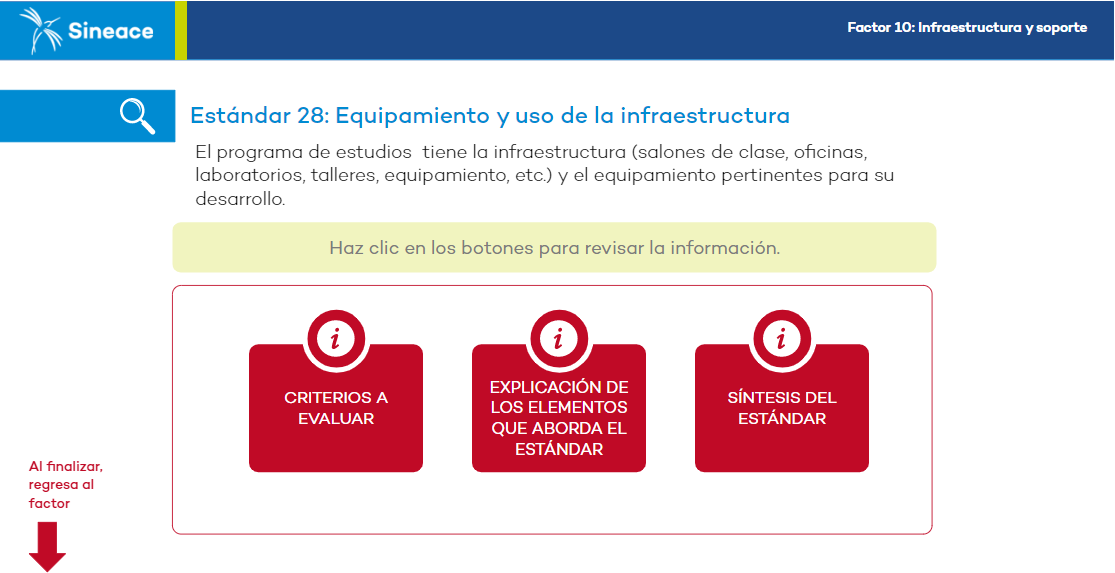 Sineace
Factor 10: Infraestructura y soporte
Estándar 28: Equipamiento y uso de la infraestructura
El programa de estudios tiene la infraestructura (salones de clase, oficinas,
laboratorios, talleres, equipamiento, etc.) y el equipamiento pertinentes para su
desarrollo.
Haz clic en los botones para revisar la información.
i
CRITERIOS A
EVALUAR
i
EXPLICACIÓN DE
LOS ELEMENTOS
QUE ABORDA EL
ESTÁNDAR
i
SÍNTESIS DEL
ESTÁNDAR
Al finalizar,
regresa al
factor